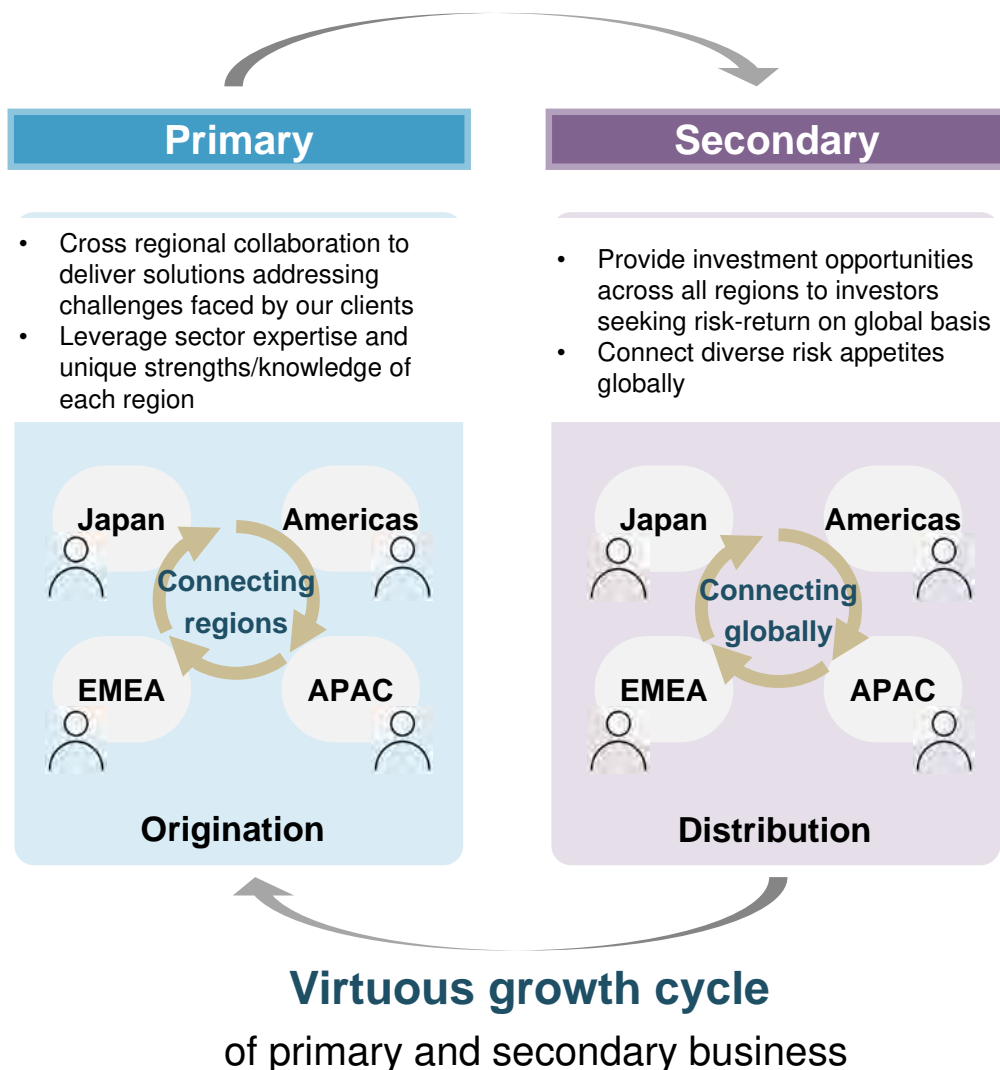 Primary
• Cross regional collaboration to
deliver solutions addressing
challenges faced by our clients
• Leverage sector expertise and
unique strengths/knowledge of
each region
Japan
Americas
Connecting
regions
EMEA
APAC
Origination
Secondary
• Provide investment opportunities
across all regions to investors
seeking risk-return on global basis
• Connect diverse risk appetites
globally
Japan
Americas
Connecting
globally
EMEA
APAC
Distribution
Virtuous growth cycle
of primary and secondary business